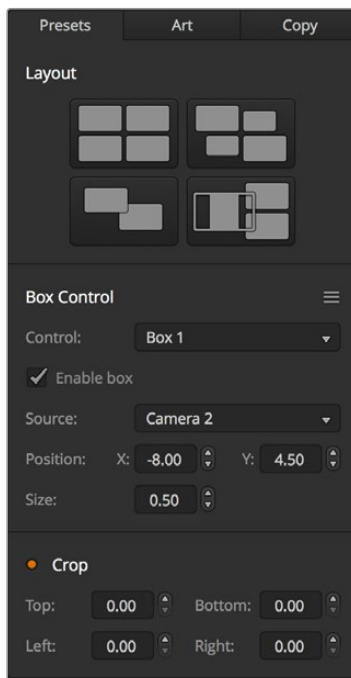 Presets Art Copy
Layout
Box Control
Control: Box 1
Enable box
Source: Camera 2
Position: X: -8.00 Y: 4.50
Size: 0.50
Crop
Top: 0.00 Bottom: 0.00
Left: 0.00 Right: 0.00